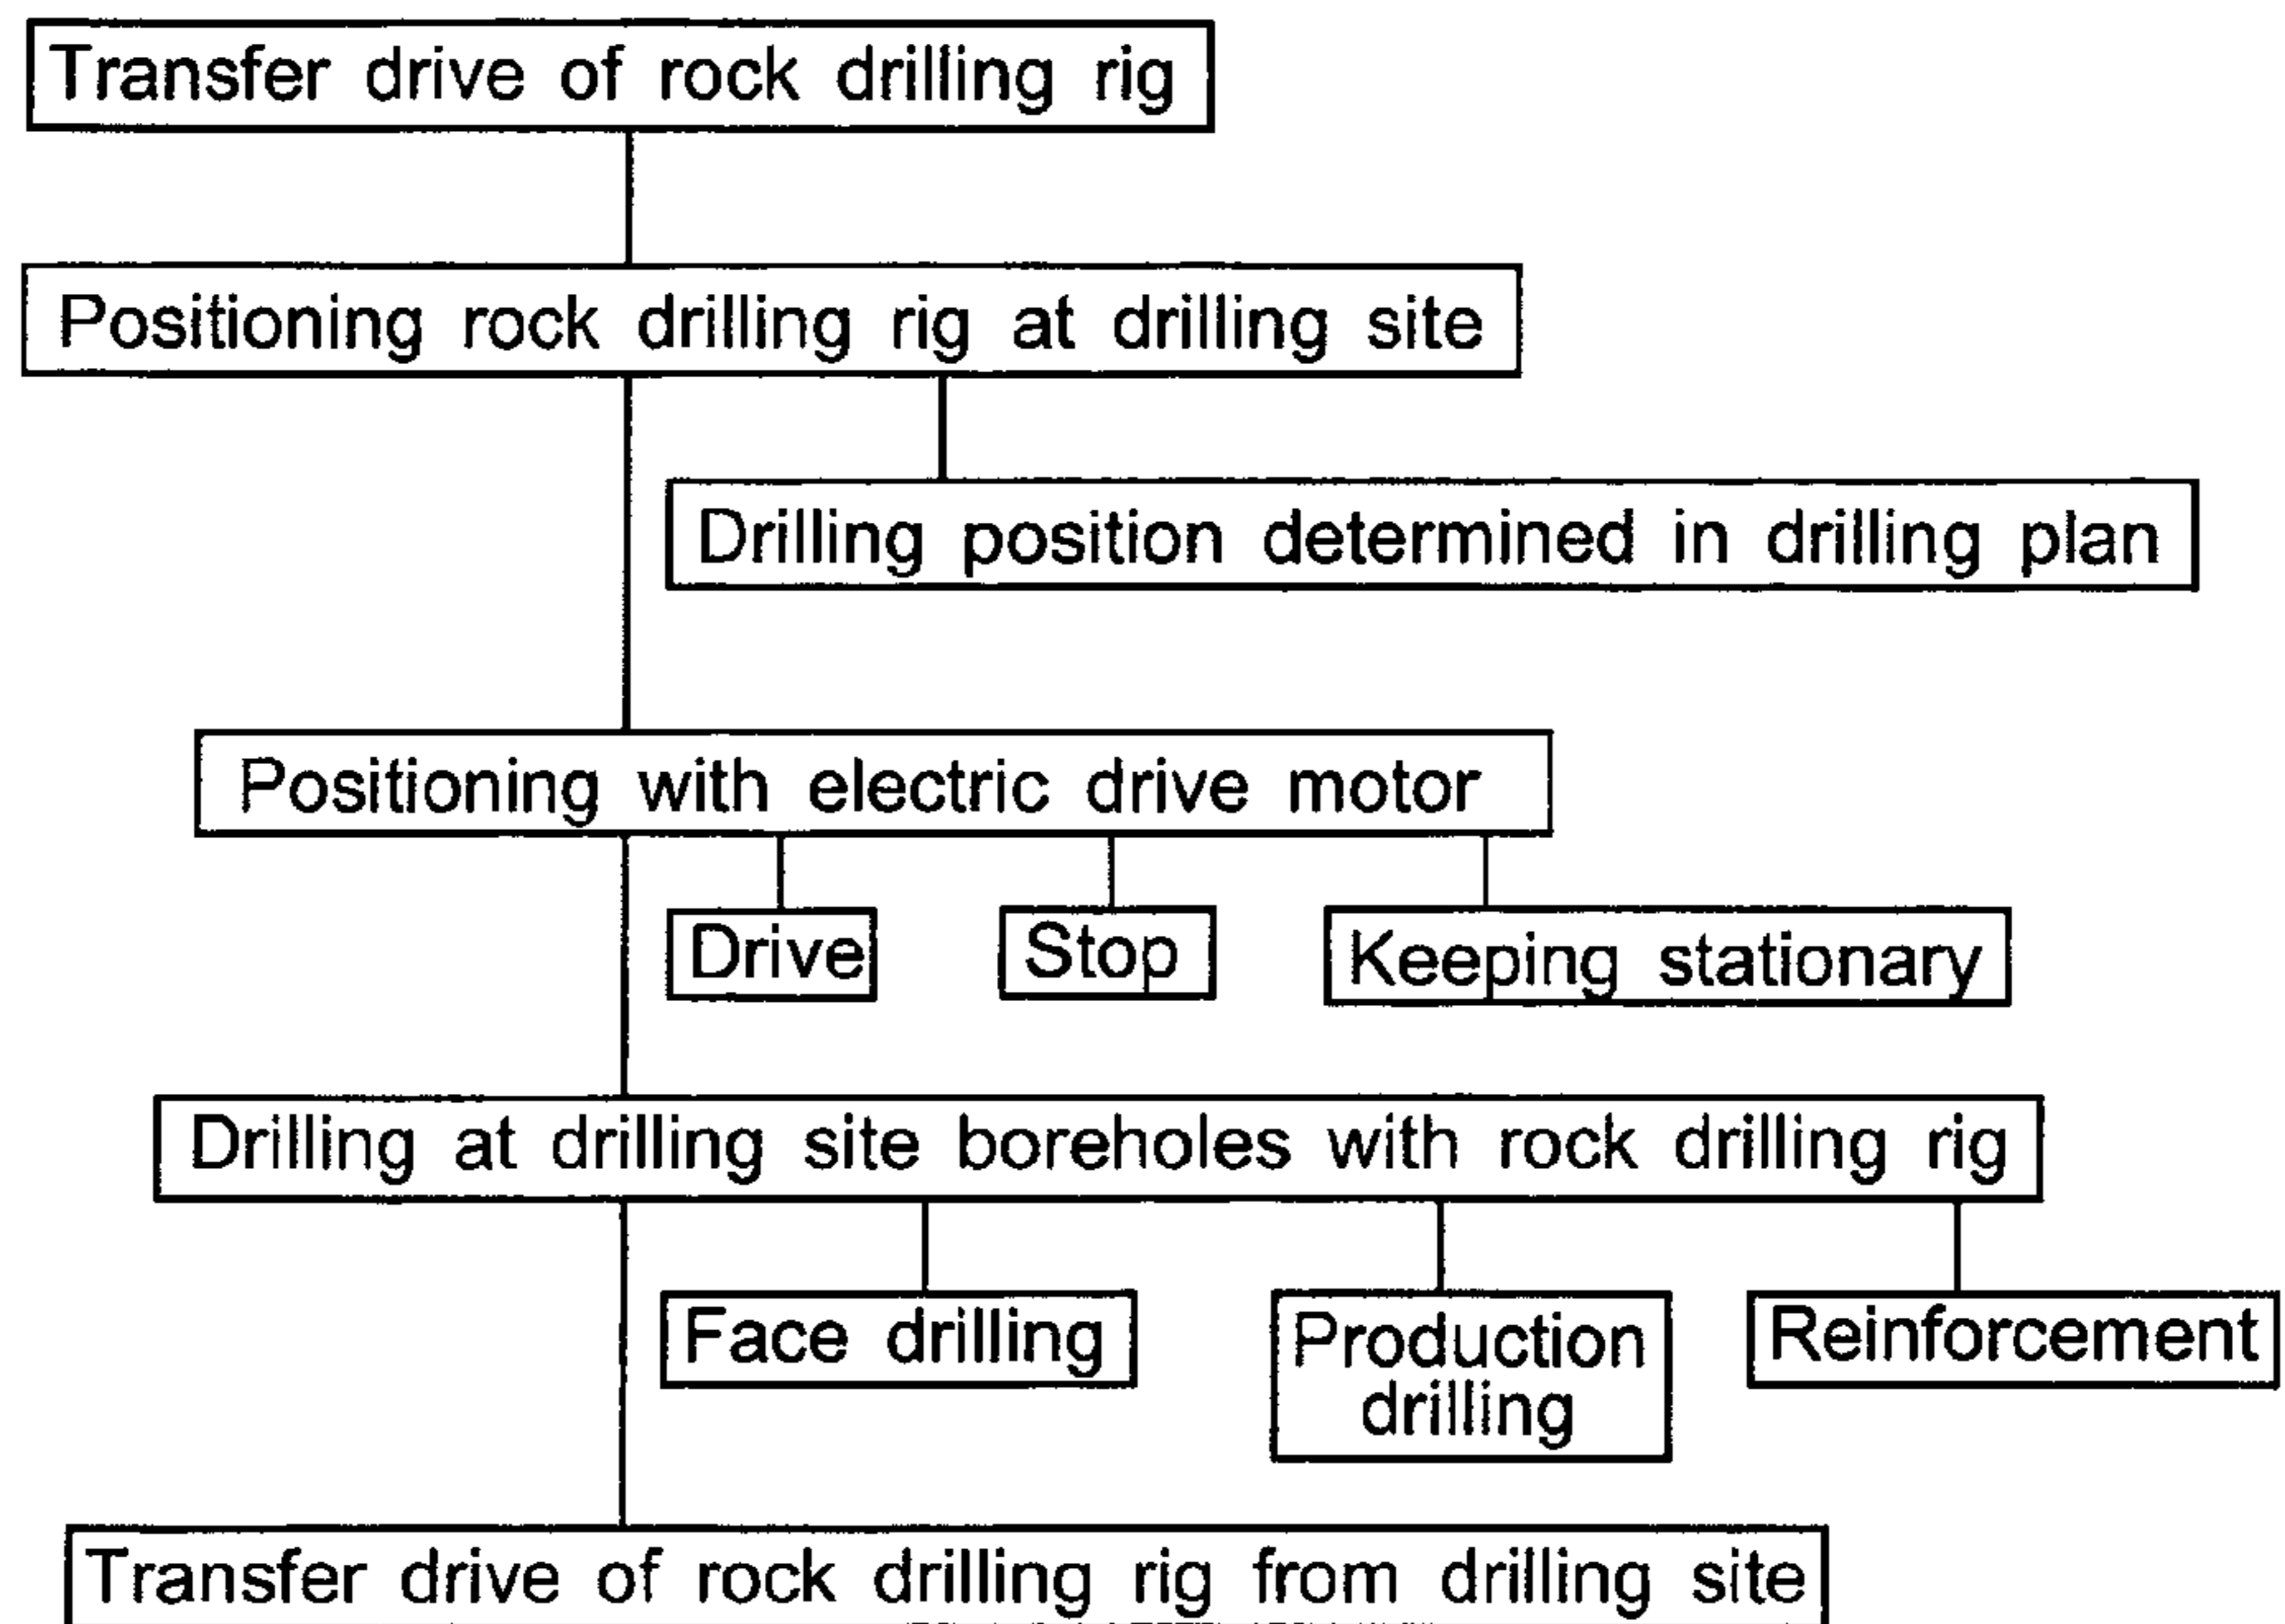 Transfer drive of rock drilling rig
Positioning rock drilling rig at drilling site
Drilling position determined in drilling plan
Positioning with electric drive motor
Drive
Stop
Keeping stationary
Drilling at drilling site boreholes with rock drilling rig
Face drilling
Production
drilling
Reinforcement
Transfer drive of rock drilling rig from drilling site